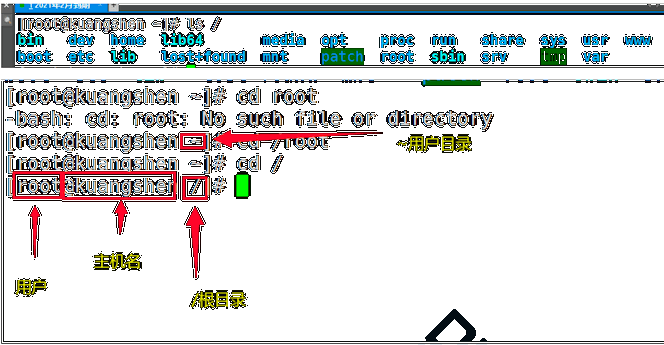 [root@kuangshen ~]# ls /
bin dev home lib64 media opt proc run share sys usr www
boot etc lib lost+found mnt patch root sbin srv tmp var
[root@kuangshen ~]# cd root
-bash: cd: root: No such file or directory
[root@kuangshen ~]# cd /root
~用户目录
[root@kuangshen ~]# cd /
[root@kuangshen /]#
主机名
用户
/根目录